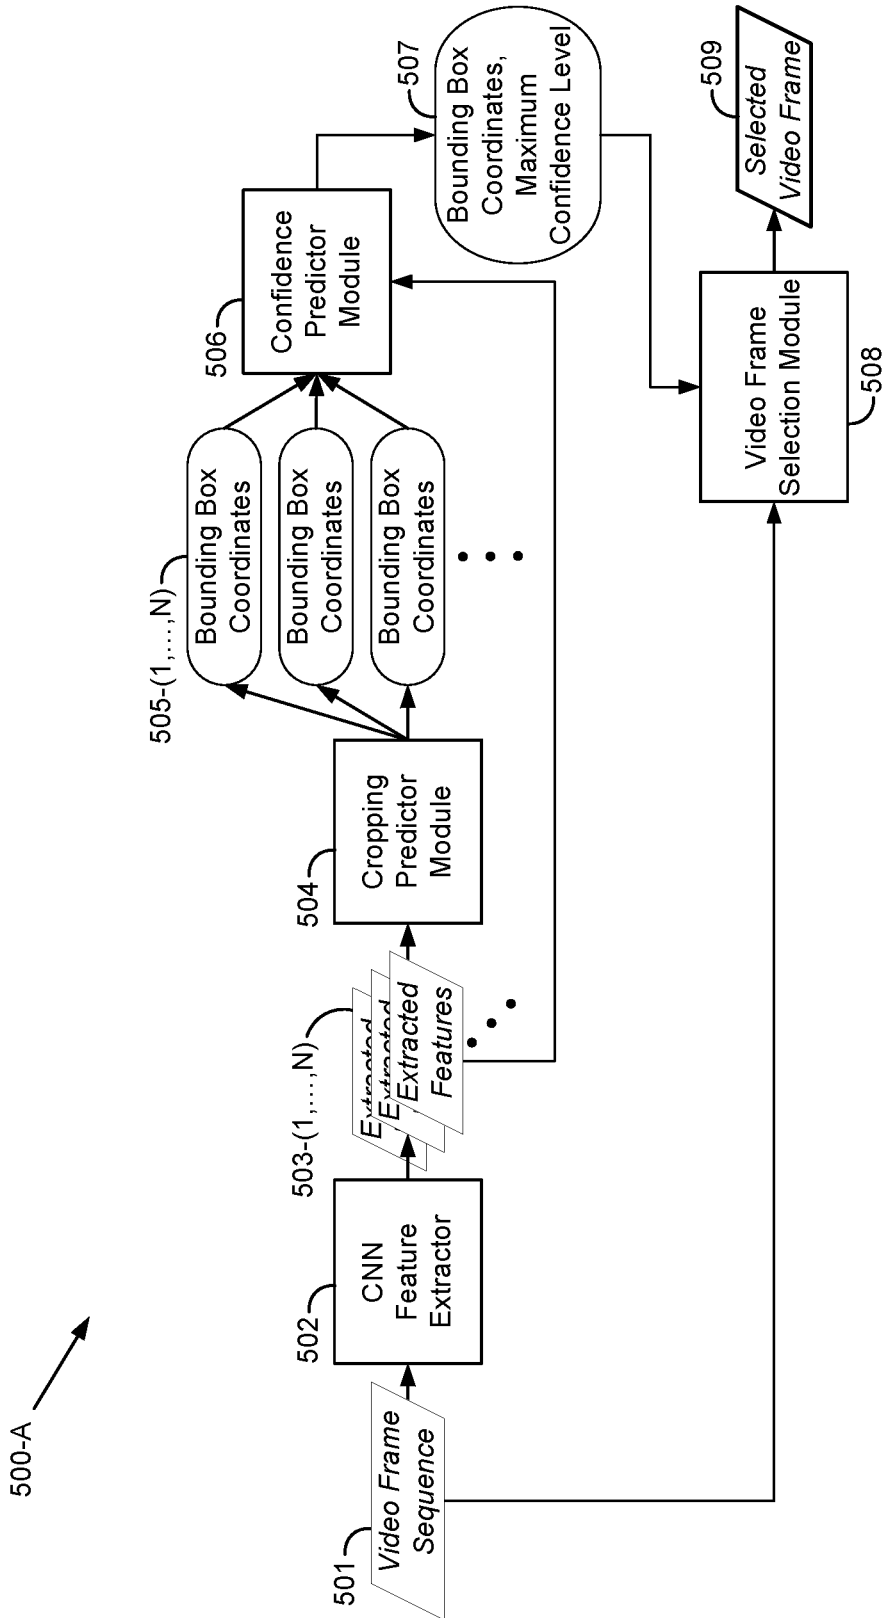 500-A
501
Video Frame
Sequence
502
CNN
Feature
Extractor
503-(1,...,N)
Extracted
Extracted
Extracted
Features
504
Cropping
Predictor
Module
505-(1,...,N)
Bounding Box
Coordinates
Bounding Box
Coordinates
Bounding Box
Coordinates
506
Confidence
Predictor
Module
507
Bounding Box
Coordinates,
Maximum
Confidence Level
Video Frame
Selection Module
508
509
Selected
Video Frame